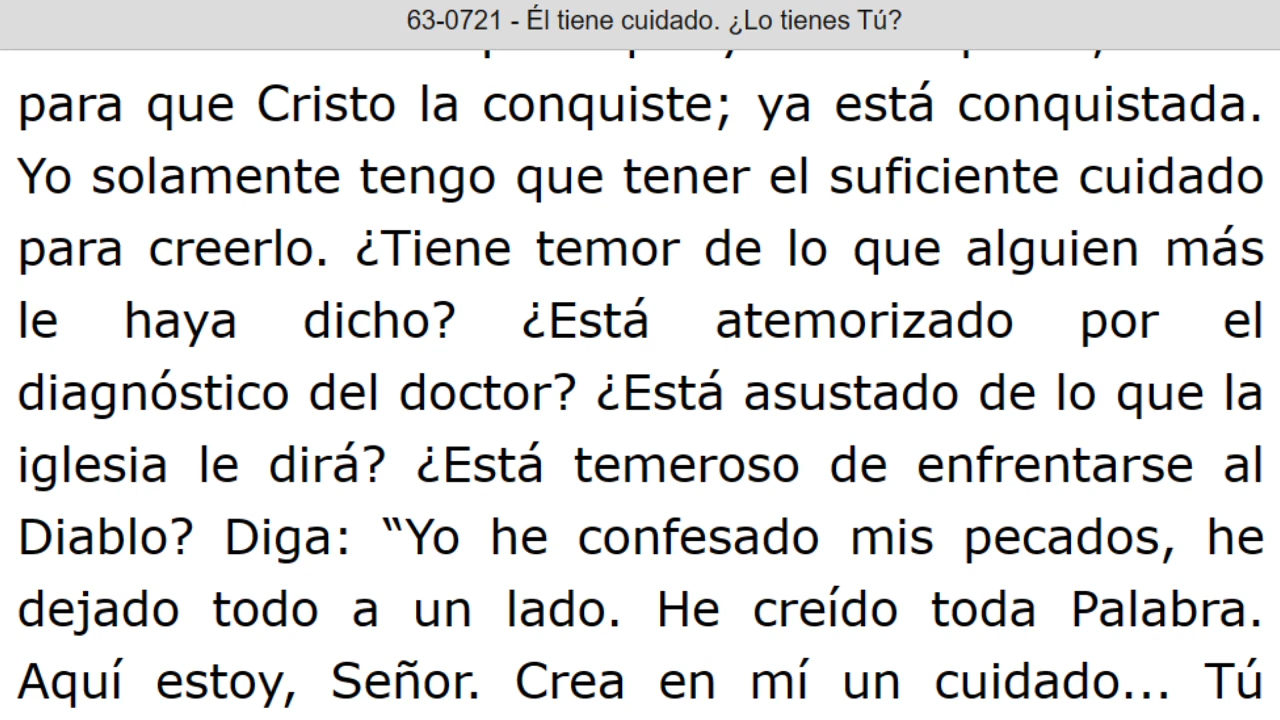 63-0721 - Él tiene cuidado. ¿Lo tienes Tú?
para que Cristo la conquiste; ya está conquistada.
Yo solamente tengo que tener el suficiente cuidado
para creerlo. ¿Tiene temor de lo que alguien más
le haya dicho? ¿Está atemorizado por el
diagnóstico del doctor? ¿Está asustado de lo que la
iglesia le dirá? ¿Está temeroso de enfrentarse al
Diablo? Diga: “Yo he confesado mis pecados, he
dejado todo a un lado. He creído toda Palabra.
Aquí estoy, Señor. Crea en mí un cuidado... Tú